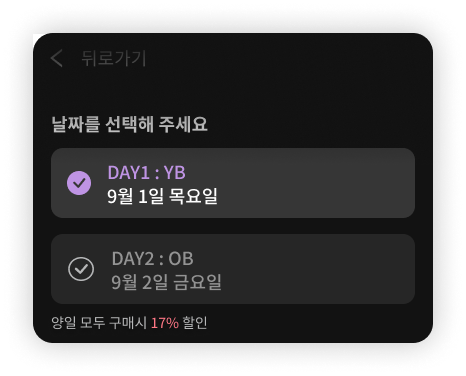 뒤로가기
날짜를 선택해 주세요
DAY1 : YB
9월 1일 목요일
DAY2 : OB
9월 2일 금요일
양일 모두 구매시 17% 할인